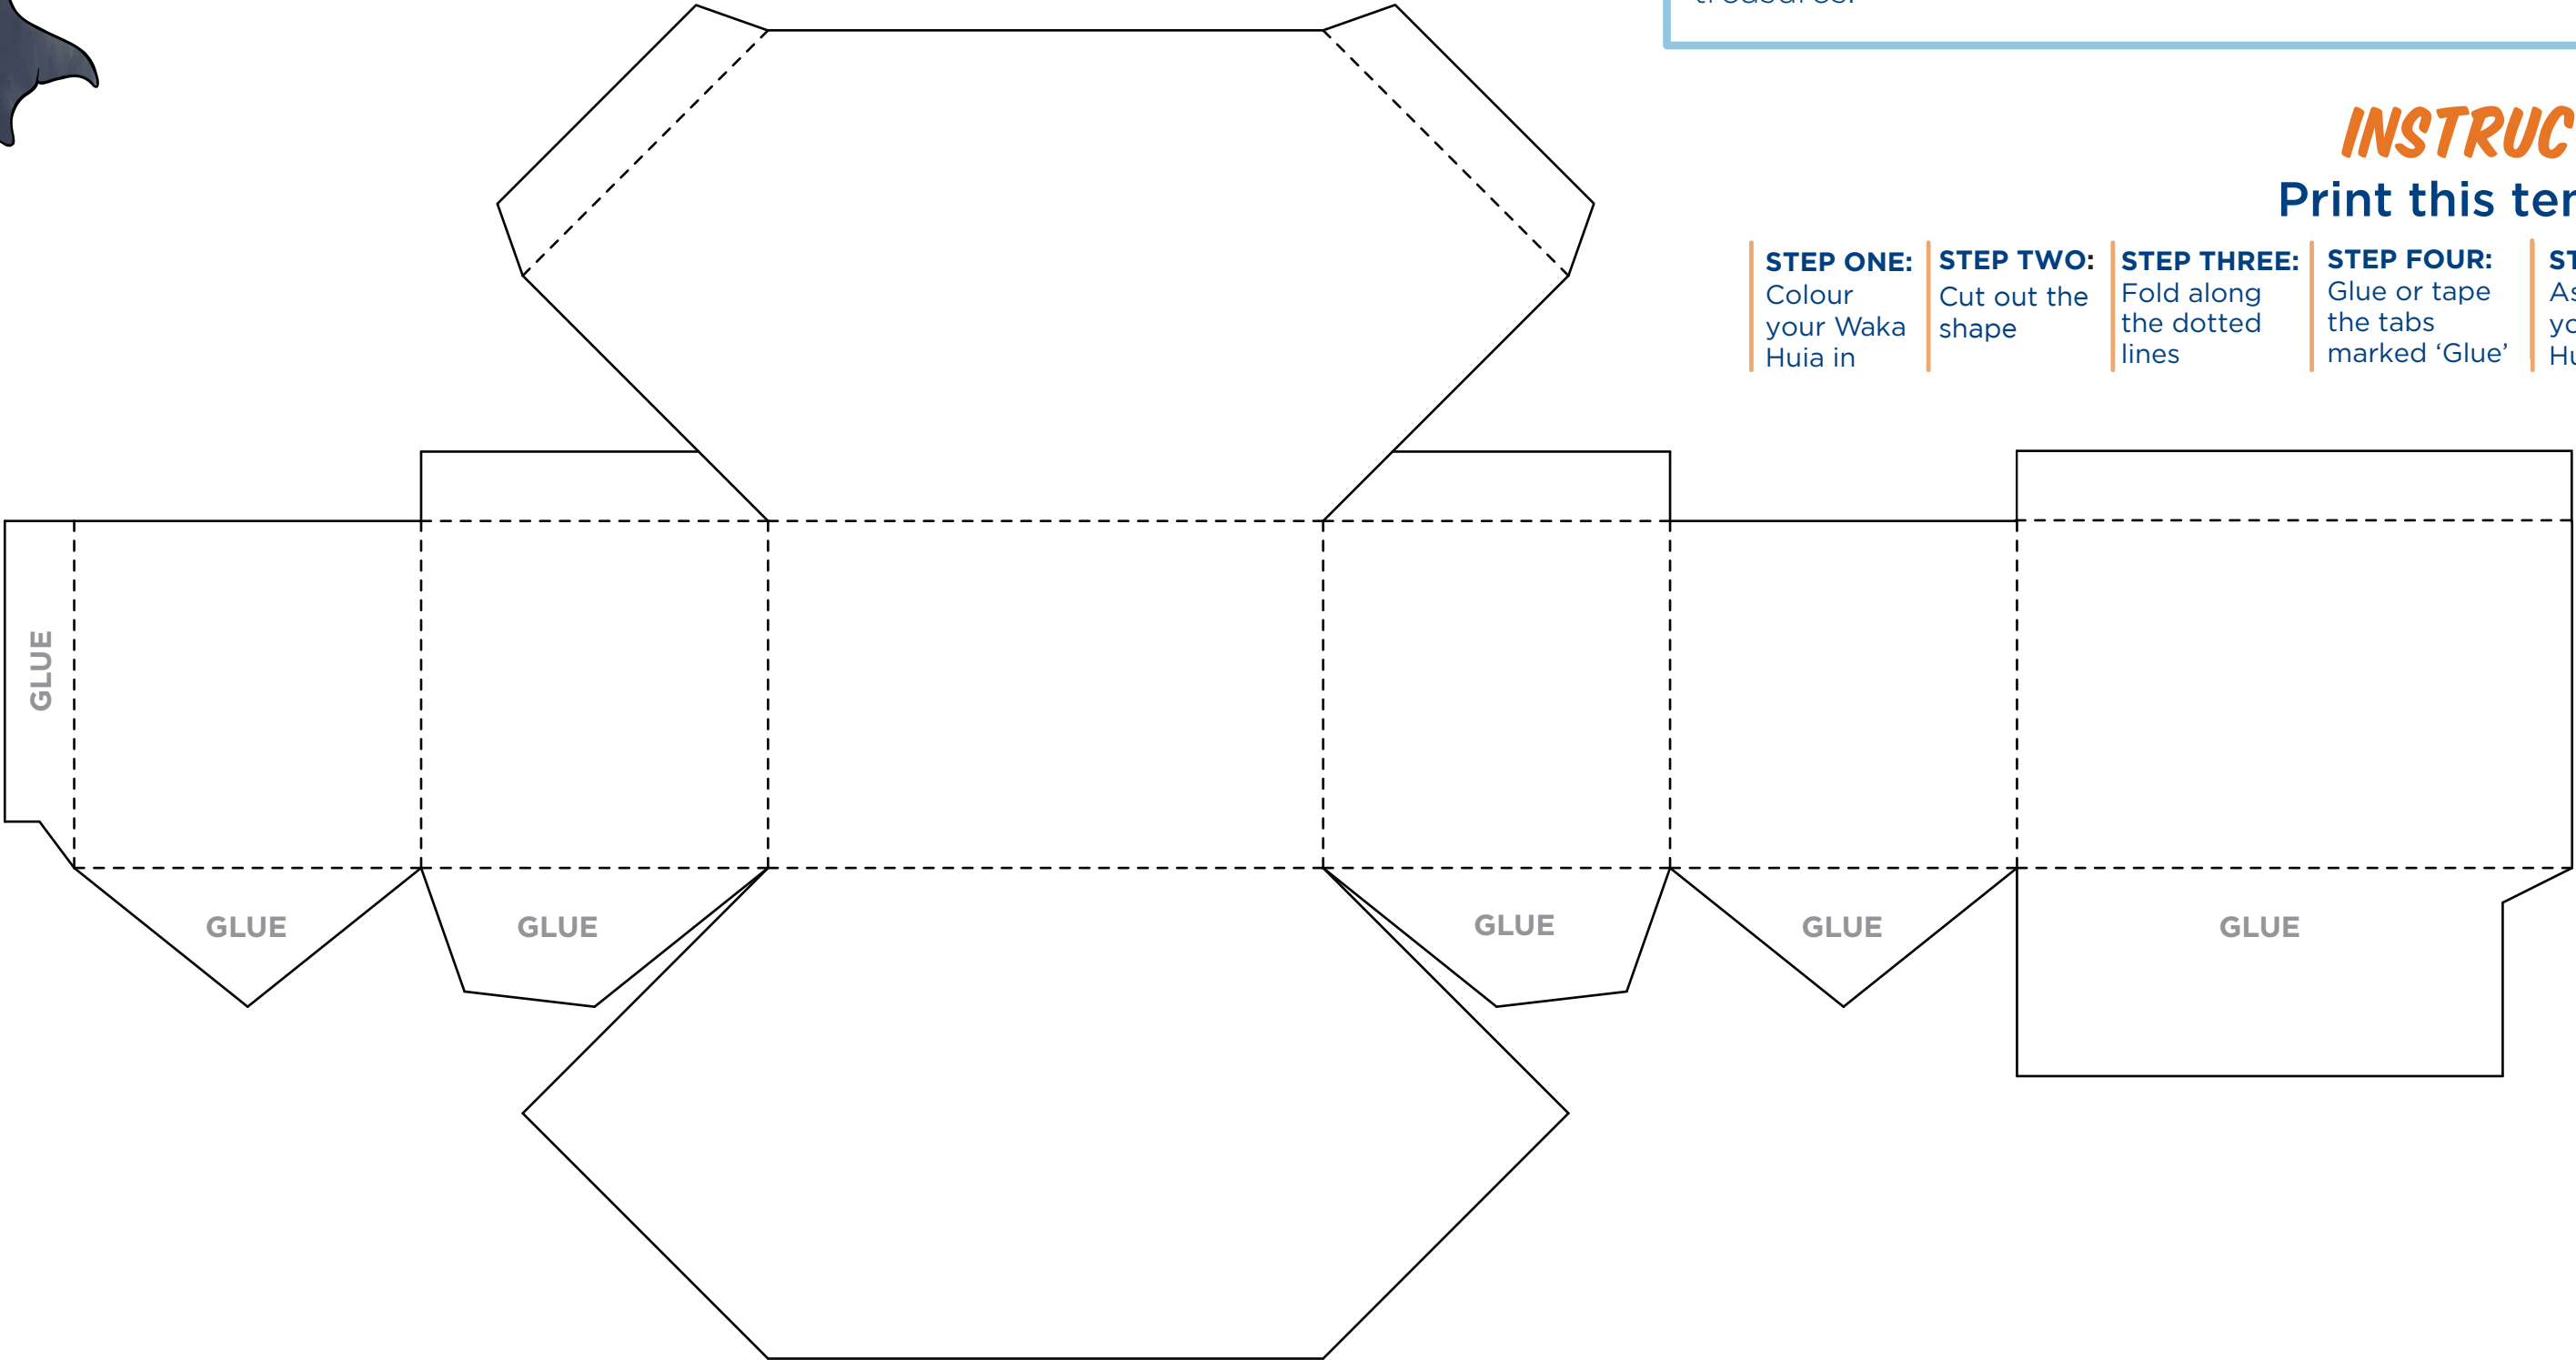 treasures.
INSTRUC
Print this
STEP ONE:
Colour
your Waka
Huia in
STEP TWO:
Cut out the
shape
STEP THREE:
Fold along
the dotted
lines
STEP FOUR:
Glue or tape
the tabs
marked ‘Glue’
GLUE
GLUE
GLUE
GLUE
GLUE
GLUE